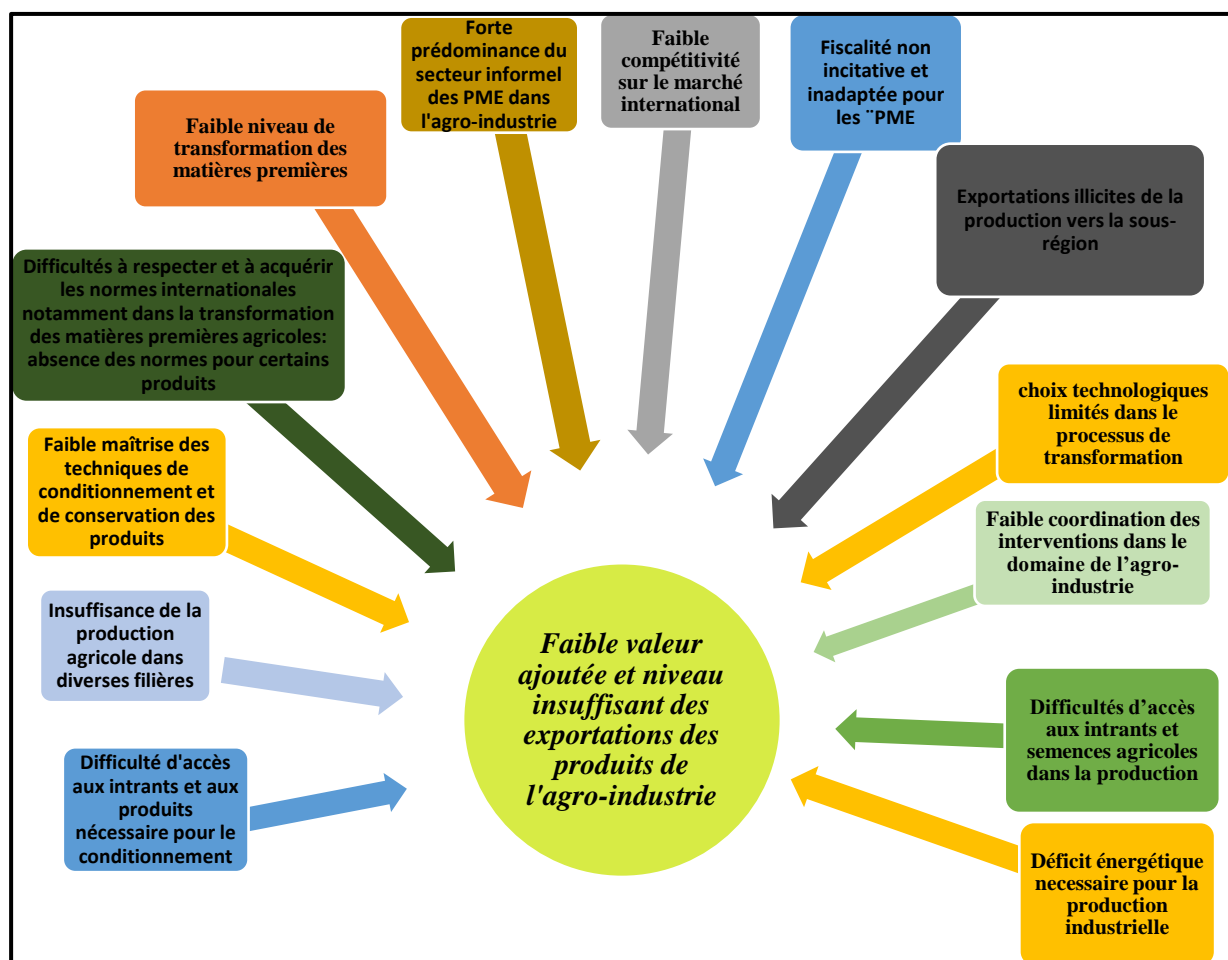 Forte
prédominance du
secteur informel
des PME dans
l'agro-industrie
Faible
compétitivité
sur le marché
international
Fiscalité non
incitative et
inadaptée pour
les ¨PME
Faible niveau de
transformation des
matières premières
Exportations illicites de la
production vers la sous-
région
Difficultés à respecter et à acquérir
les normes internationales
notamment dans la transformation
des matières premières agricoles:
absence des normes pour certains
produits
choix technologiques
limités dans le
processus de
transformation
Faible maîtrise des
techniques de
conditionnement et
de conservation des
produits
Faible coordination des
interventions dans le
domaine de l’agro-
industrie
Insuffisance de la
production
agricole dans
diverses filières
Faible valeur
ajoutée et niveau
insuffisant des
exportations des
produits de
l'agro-industrie
Difficultés d’accès
aux intrants et
semences agricoles
dans la production
Difficulté d'accès
aux intrants et aux
produits
nécessaire pour le
conditionnement
Déficit énergétique
necessaire pour la
production
industrielle